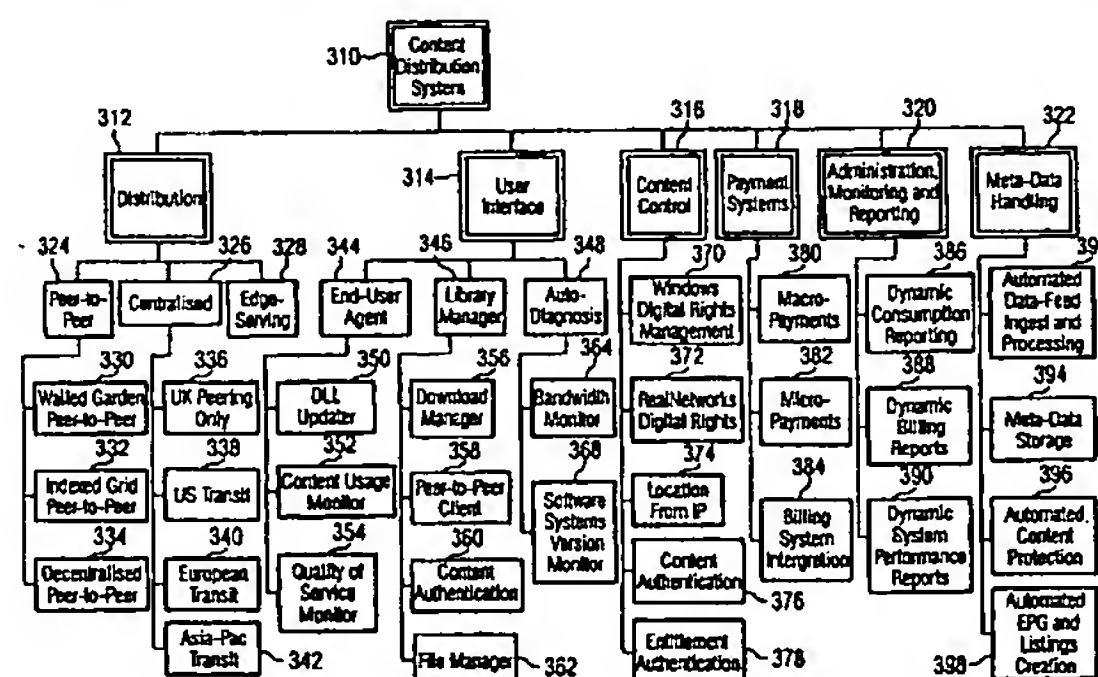 310
Content
Distribution
System
312
Distribution
314
User
Interface
316
Content
Control
318
Payment
Systems
320
Administration,
Monitoring and
Reporting
322
Meta-Data
Handling
324
Peer-to-
Peer
326
Centralised
328
Edge-
Serving
344
End-User
Agent
346
Library
Manager
348
Auto-
Diagnosis
330
Walled Garden
Peer-to-Peer
332
Indexed Grid
Peer-to-Peer
334
Decentralised
Peer-to-Peer
336
UK Peering
Only
338
US Transit
340
European
Transit
Asia-Pac
Transit
342
350
DLL
Updater
352
Content Usage
Monitor
354
Quality of
Service
Monitor
356
Download
Manager
358
Peer-to-Peer
Client
360
Content
Authentication
File Manager
362
364
Bandwidth
Monitor
368
Software
Systems
Version
Monitor
370
Windows
Digital Rights
Management
372
RealNetworks
Digital Rights
374
Location
From IP
Content
Authentication
376
Entitlement
Authentication
378
380
Macro-
Payments
382
Micro-
Payments
384
Billing
System
Intergration
386
Dynamic
Consumption
Reporting
388
Dynamic
Billing
Reports
390
Dynamic
System
Performance
Reports
39
Automated
Data-Feed
Ingest and
Processing
394
Meta-Data
Storage
396
Automated
Content
Protection
Automated
EPG and
Listings
Creation
398